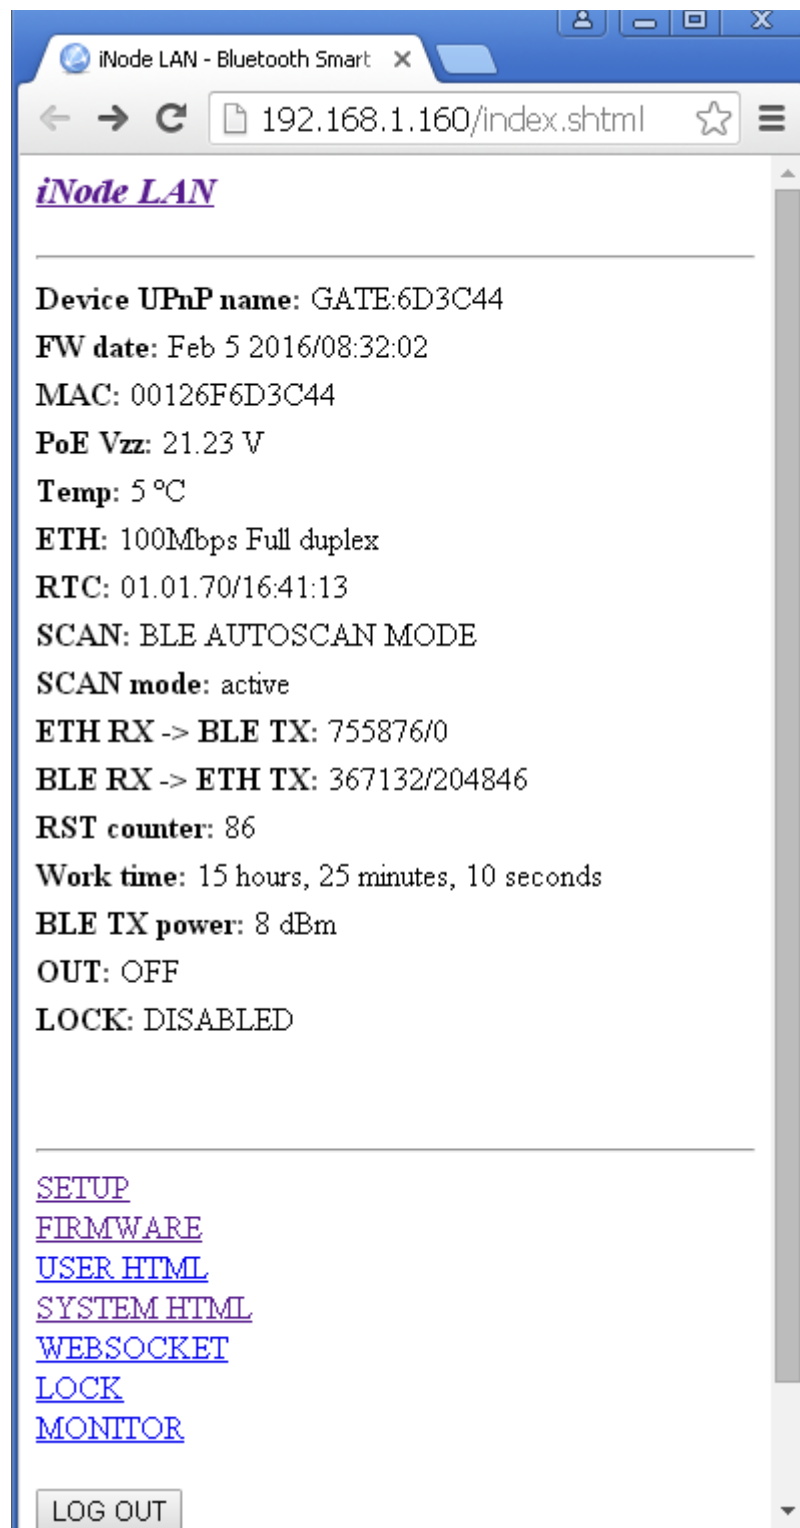 iNode LAN - Bluetooth Smart
192.168.1.160/index.shtml
iNode LAN
Device UPnP name: GATE:6D3C44
FW date: Feb 5 2016/08:32:02
MAC: 00126F6D3C44
PoE Vzz: 21.23 V
Temp: 5 °C
ETH: 100Mbps Full duplex
RTC: 01.01.70/16:41:13
SCAN: BLE AUTOSCAN MODE
SCAN mode: active
ETH RX -> BLE TX: 755876/0
BLE RX -> ETH TX: 367132/204846
RST counter: 86
Work time: 15 hours, 25 minutes, 10 seconds
BLE TX power: 8 dBm
OUT: OFF
LOCK: DISABLED
SETUP
FIRMWARE
USER HTML
SYSTEM HTML
WEBSOCKET
LOCK
MONITOR
LOG OUT